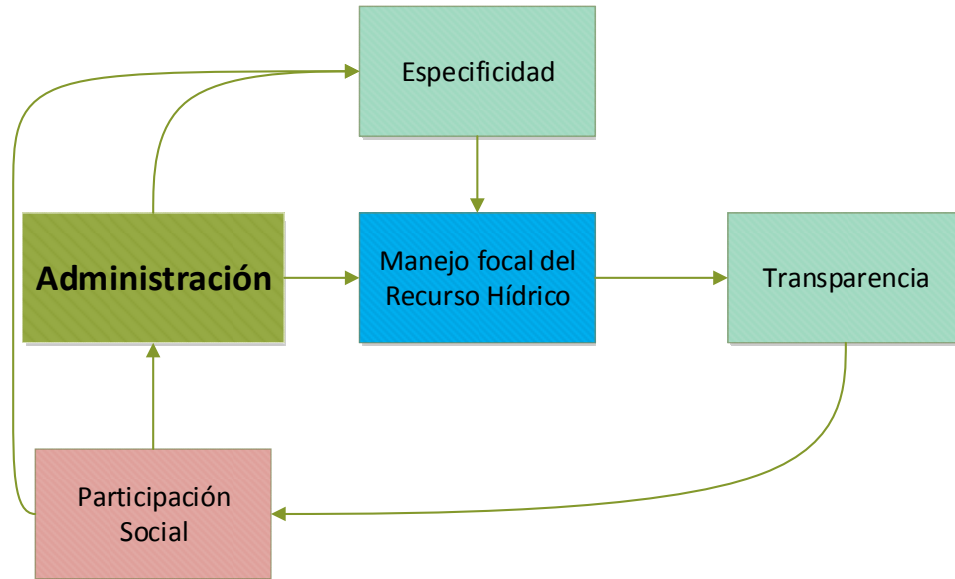 Especificidad
Administración
Manejo focal del
Recurso Hídrico
Transparencia
Participación
Social